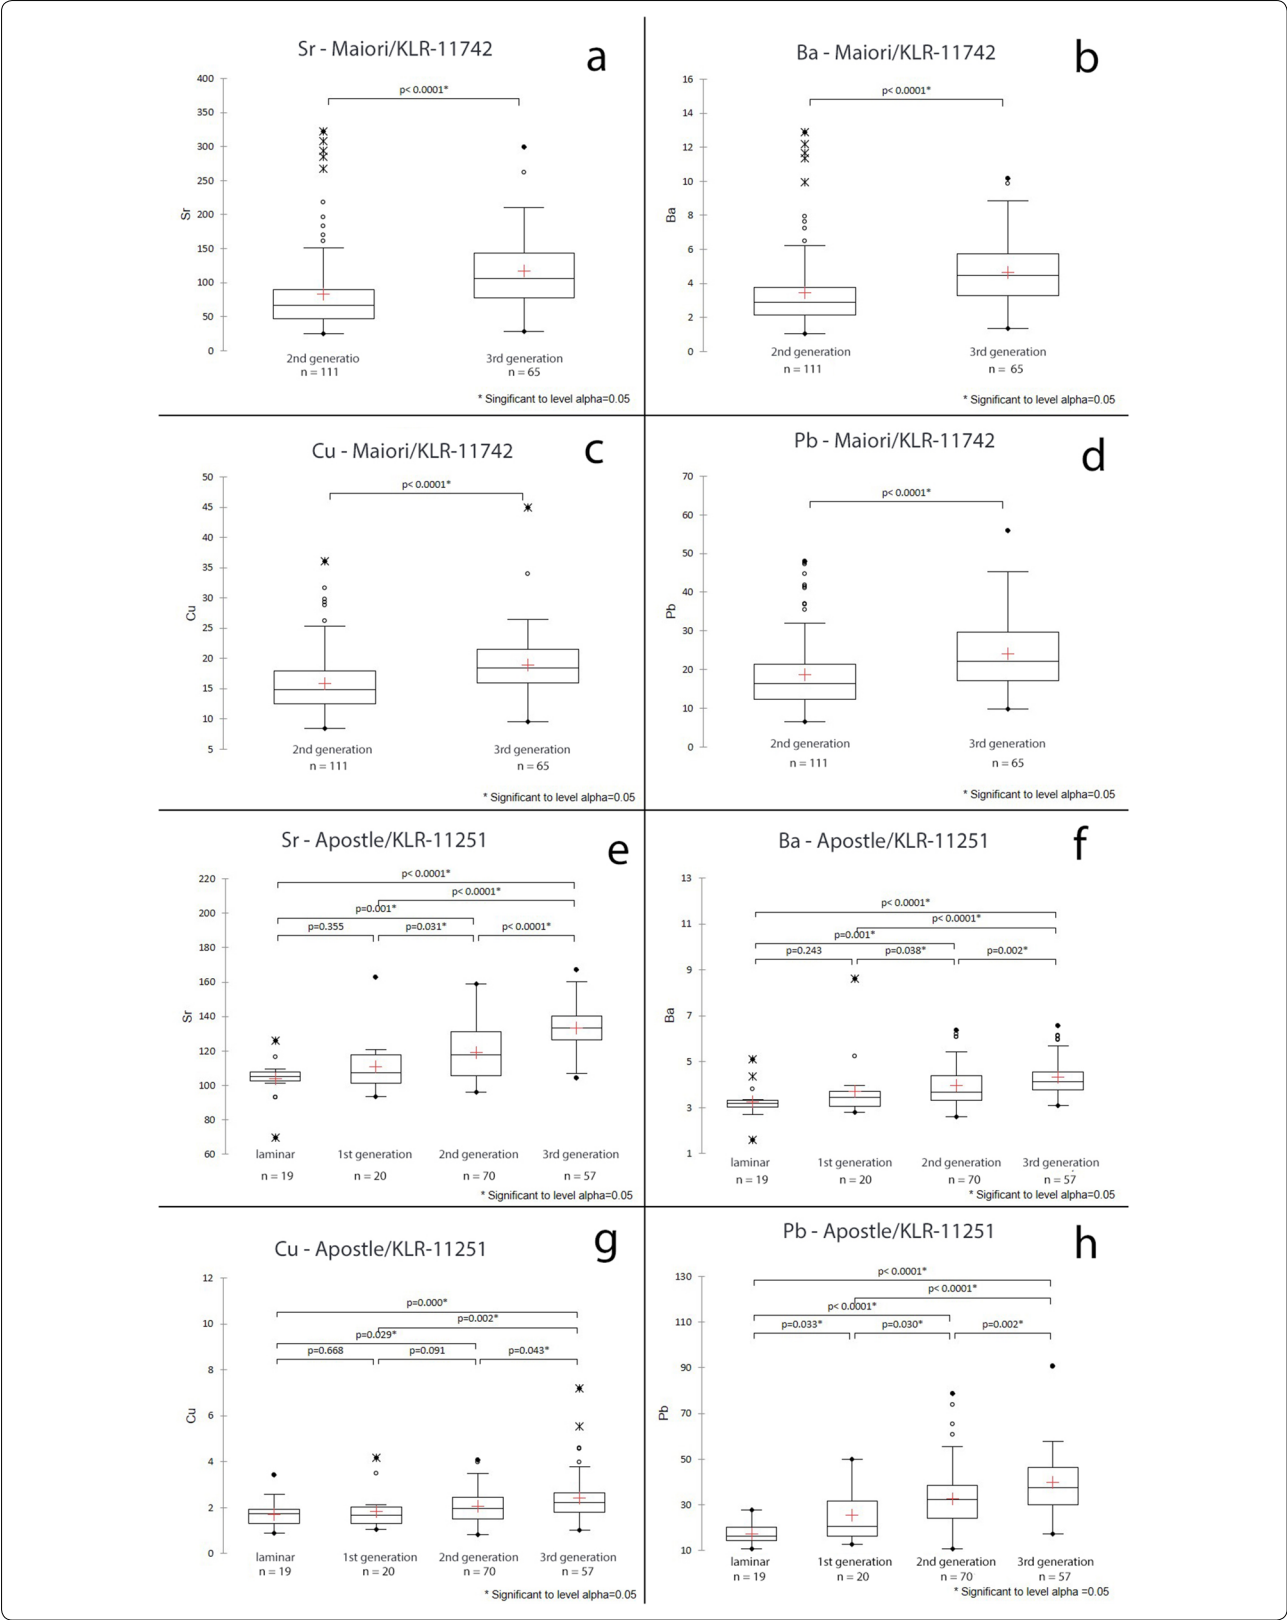 Sr - Maiori/KLR-11742
a
400
350
300
250
200
150
100
50
0
Sr
p< 0.0001*
2nd generatio
n = 111
3rd generation
n = 65
* Singificant to level alpha=0.05
Ba - Maiori/KLR-11742
b
16
14
12
10
8
6
4
2
0
Ba
p< 0.0001*
2nd generation
n = 111
3rd generation
n = 65
* Significant to level alpha=0.05
Cu - Maiori/KLR-11742
c
50
45
40
35
30
25
20
15
10
5
Cu
p< 0.0001*
2nd generation
n = 111
3rd generation
n = 65
* Significant to level alpha=0.05
Pb - Maiori/KLR-11742
d
70
60
50
40
30
20
10
0
Pb
p< 0.0001*
2nd generation
n = 111
3rd generation
n = 65
* Significant to level alpha=0.05
Sr - Apostle/KLR-11251
e
220
200
180
160
140
120
100
80
60
Sr
p< 0.0001*
p< 0.0001*
p=0.001*
p=0.355
p=0.031*
p< 0.0001*
laminar
n = 19
1st generation
n = 20
2nd generation
n = 70
3rd generation
n = 57
* Significant to level alpha=0.05
Ba - Apostle/KLR-11251
f
13
11
9
7
5
3
1
Ba
p< 0.0001*
p< 0.0001*
p=0.001*
p=0.243
p=0.038*
p=0.002*
laminar
n = 19
1st generation
n = 20
2nd generation
n = 70
3rd generation
n = 57
* Sigificant to level alpha=0.05
Cu - Apostle/KLR-11251
g
12
10
8
6
4
2
0
Cu
p=0.000*
p=0.002*
p=0.029*
p=0.668
p=0.091
p=0.043*
laminar
n = 19
1st generation
n = 20
2nd generation
n = 70
3rd generation
n = 57
* Significant to level alpha=0.05
Pb - Apostle/KLR-11251
h
130
110
90
70
50
30
10
Pb
p< 0.0001*
p< 0.0001*
p< 0.0001*
p=0.033*
p=0.030*
p=0.002*
laminar
n = 19
1st generation
n = 20
2nd generation
n = 70
3rd generation
n = 57
* Significant to level alpha =0.05